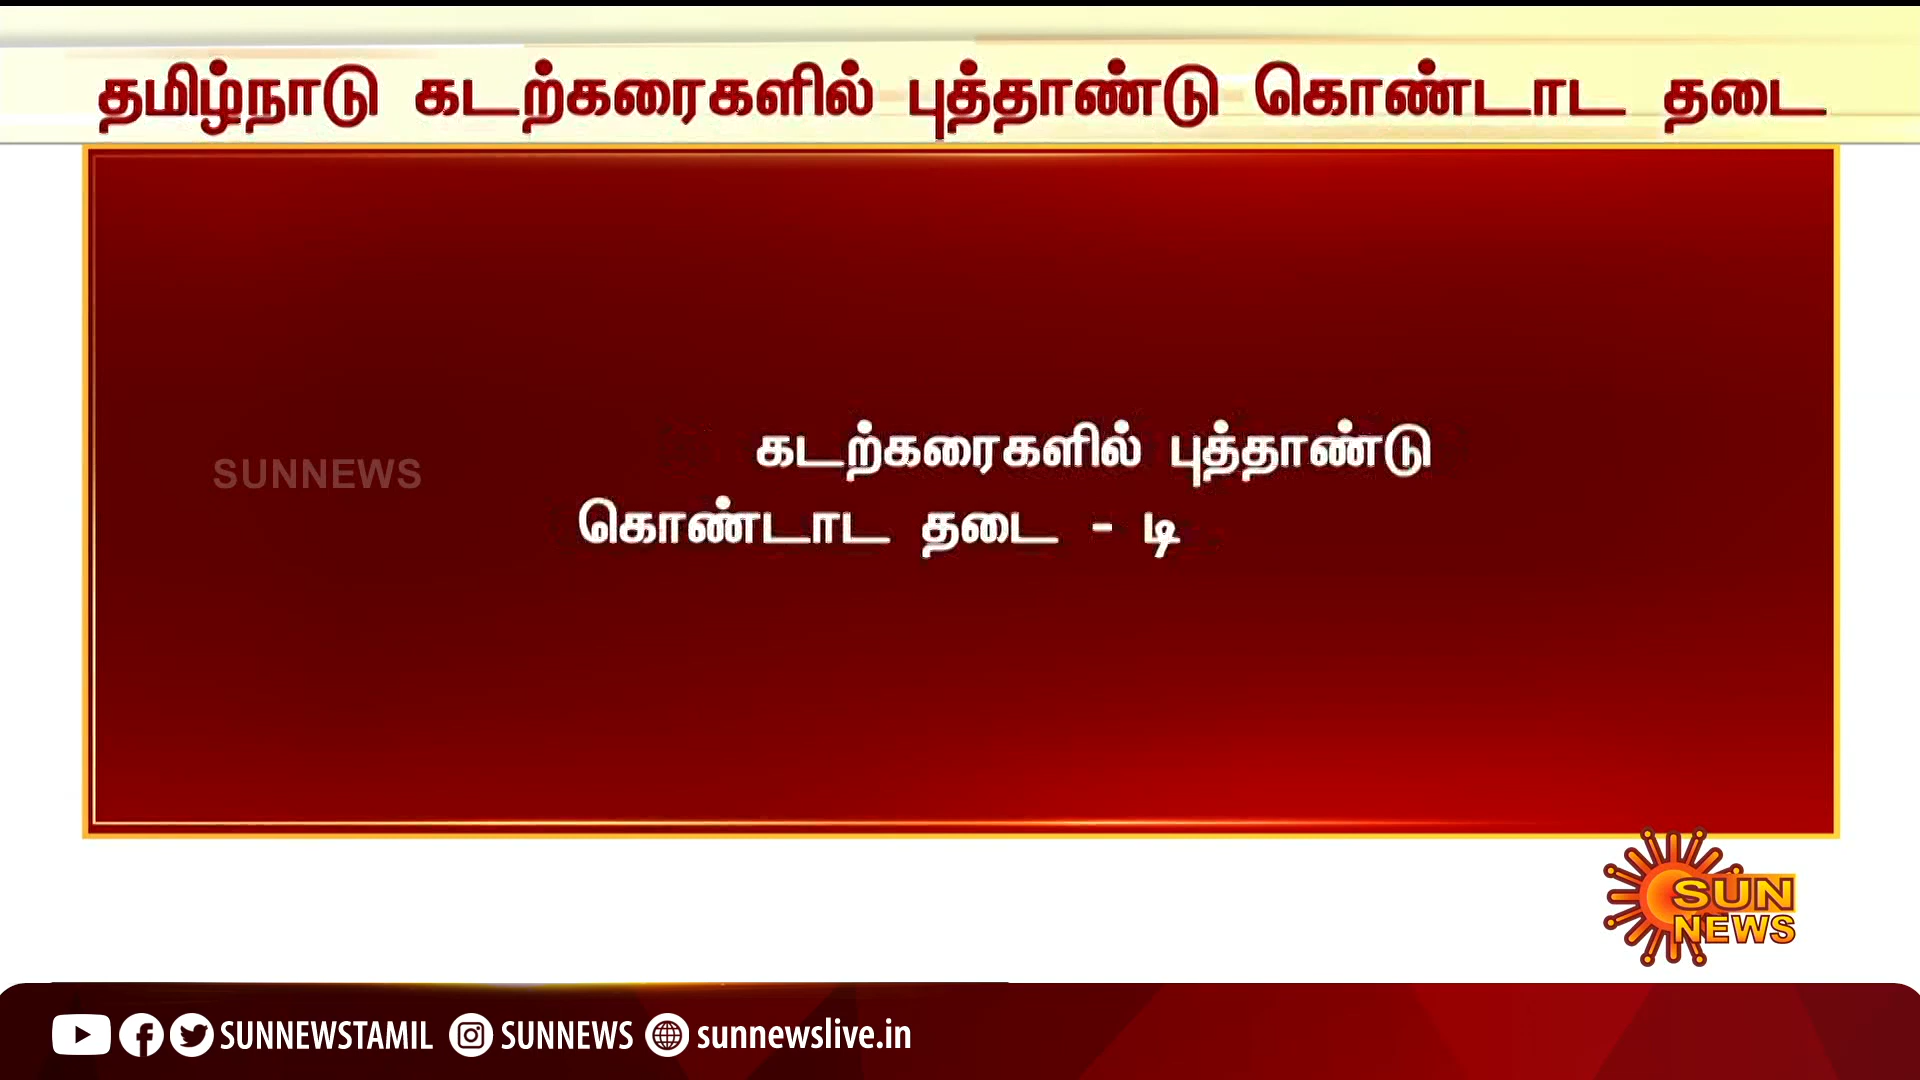 தமிழ்நாடு கடற்கரைகளில் புத்தாண்டு கொண்டாட தடை
கடற்கரைகளில் புத்தாண்டு
SUNNEWS
கொண்டாட தடை - டி
SUN
NEWS
SUNNEWSTAMIL SUNNEWS sunnewslive.in